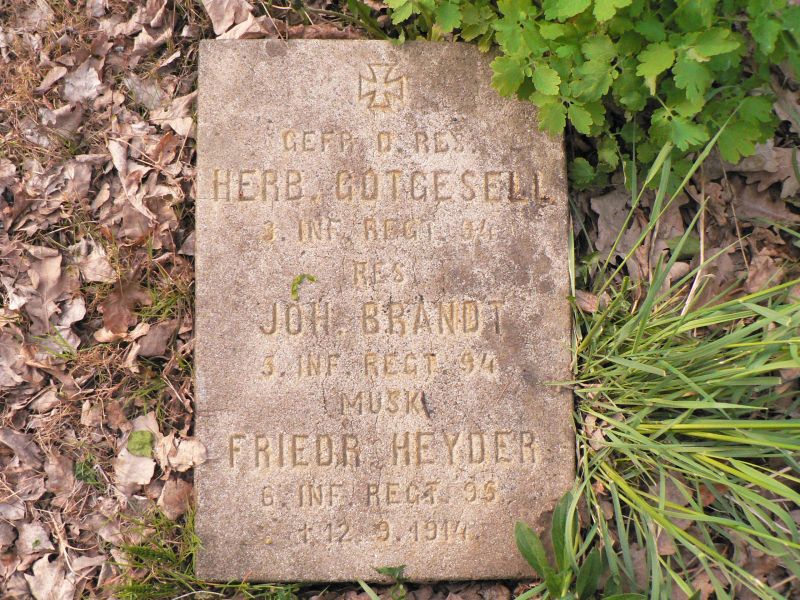 GEFR. D. RES.
HERB. GOTGESELL
3. INF. REGT. 94
RES.
JOH. BRANDT
3. INF. REGT. 94
MUSK.
FRIEDR. HEYDER
6. INF. REGT. 95
†12. 9. 1914.